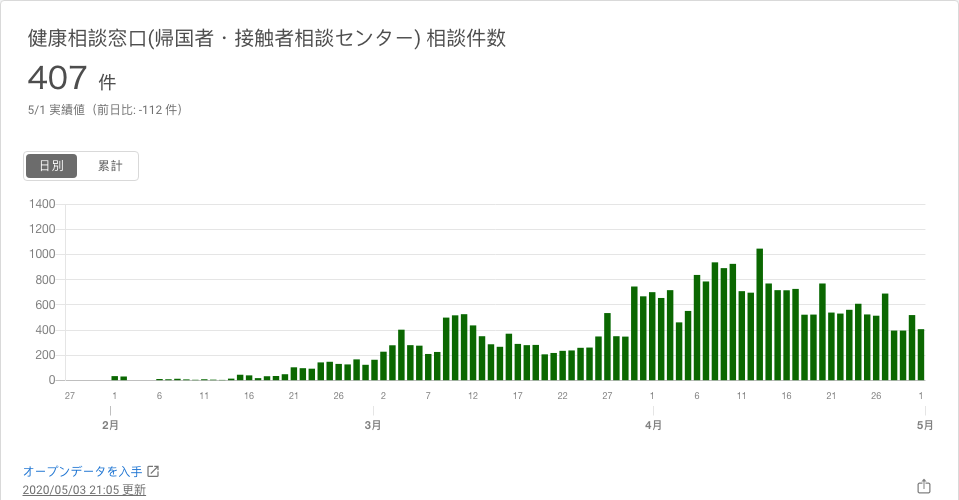 健康相談窓口(帰国者・接触者相談センター) 相談件数
407 件
5/1 実績値（前日比: -112 件）
日別 累計
1400
1200
1000
800
600
400
200
0
27 1 6 11 16 21 26 2 7 12 17 22 27 1 6 11 16 21 26 1
2月 3月 4月 5月
オープンデータを入手
2020/05/03 21:05 更新